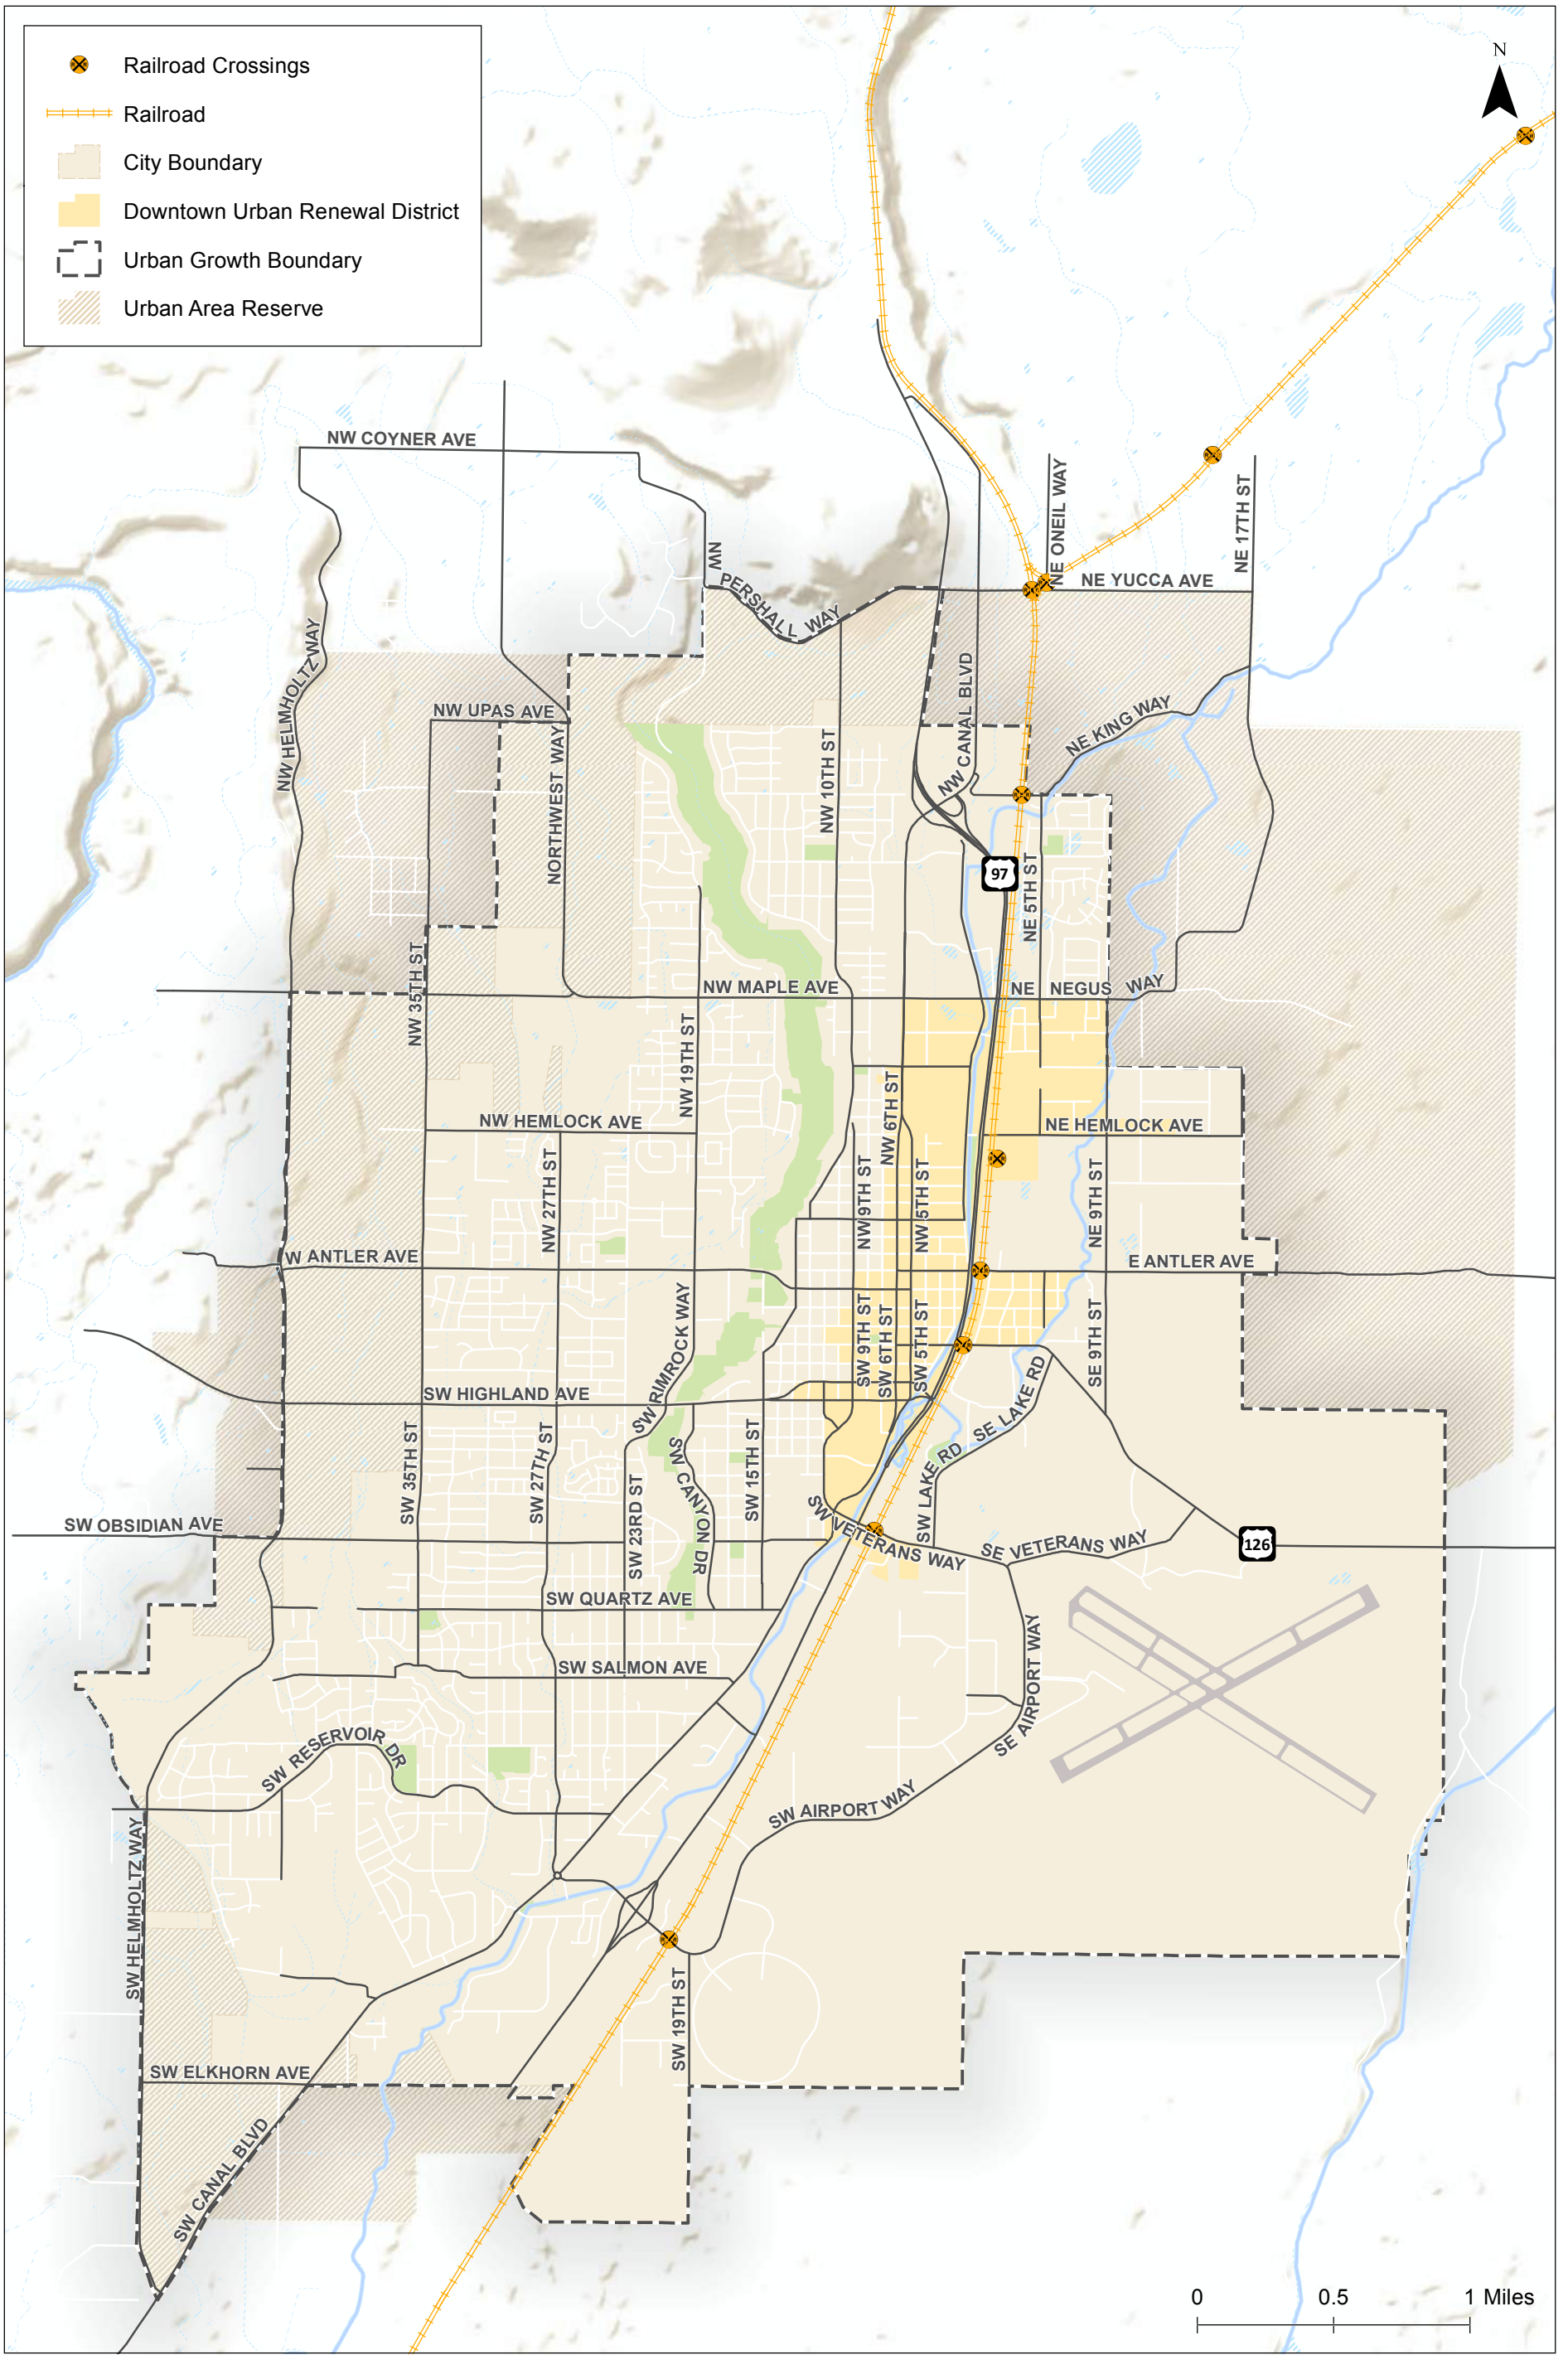 Railroad Crossings
Railroad
City Boundary
Downtown Urban Renewal District
Urban Growth Boundary
Urban Area Reserve
N
NW COYNER AVE
NE ONEIL WAY
NE 17TH ST
NW PERSHALL WAY
NE YUCCA AVE
NW HELMHOLTZ WAY
NW UPAS AVE
NORTHWEST WAY
NW 10TH ST
NW CANAL BLVD
NE KING WAY
97
NE 5TH ST
NW 35TH ST
NW MAPLE AVE
NE NEGUS WAY
NW 19TH ST
NW HEMLOCK AVE
NW 6TH ST
NE HEMLOCK AVE
NW 27TH ST
NW 9TH ST
NW 5TH ST
NE 9TH ST
W ANTLER AVE
E ANTLER AVE
SW RIMROCK WAY
SW 9TH ST
SW 6TH ST
SW 5TH ST
SE 9TH ST
SW HIGHLAND AVE
SE LAKE RD
SW 35TH ST
SW 27TH ST
SW 23RD ST
SW CANYON DR
SW 15TH ST
SW LAKE RD
SW OBSIDIAN AVE
SW VETERANS WAY
SE VETERANS WAY
126
SW QUARTZ AVE
SE AIRPORT WAY
SW SALMON AVE
SW RESERVOIR DR
SW AIRPORT WAY
SW HELMHOLTZ WAY
SW 19TH ST
SW ELKHORN AVE
SW CANAL BLVD
0 0.5 1 Miles